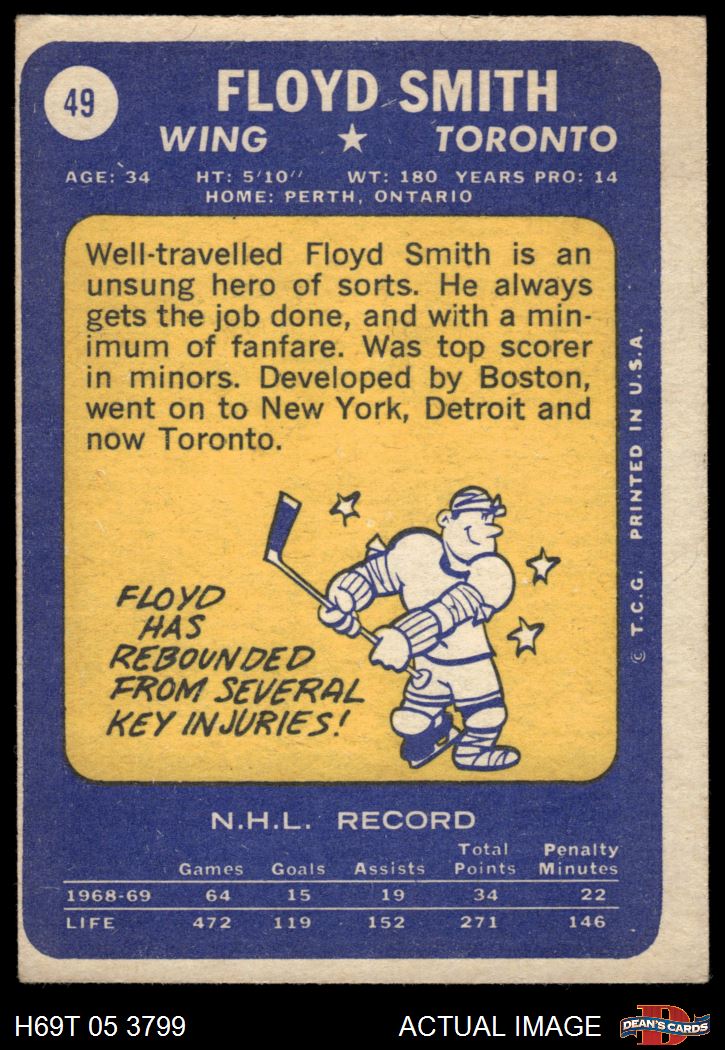 49
FLOYD SMITH
WING ★ TORONTO
AGE: 34 HT: 5'10'' WT: 180 YEARS PRO: 14
HOME: PERTH, ONTARIO
Well-travelled Floyd Smith is an
unsung hero of sorts. He always
gets the job done, and with a min-
imum of fanfare. Was top scorer
in minors. Developed by Boston,
went on to New York, Detroit and
now Toronto.
FLOYD
HAS
REBOUNDED
FROM SEVERAL
KEY INJURIES!
© T.C.G. PRINTED IN U.S.A.
N.H.L. RECORD
Games Goals Assists Total Points Penalty Minutes
1968-69 64 15 19 34 22
LIFE 472 119 152 271 146
H69T 05 3799 ACTUAL IMAGE
D
DEAN'S CARDS